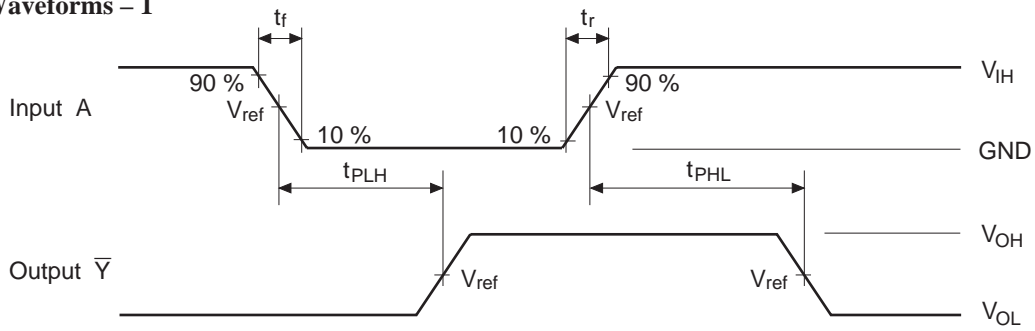 Waveforms – 1
tf
tr
90 %
90 %
VIH
Input A
Vref
Vref
10 %
10 %
GND
tPLH
tPHL
VOH
Output Y̅
Vref
Vref
VOL